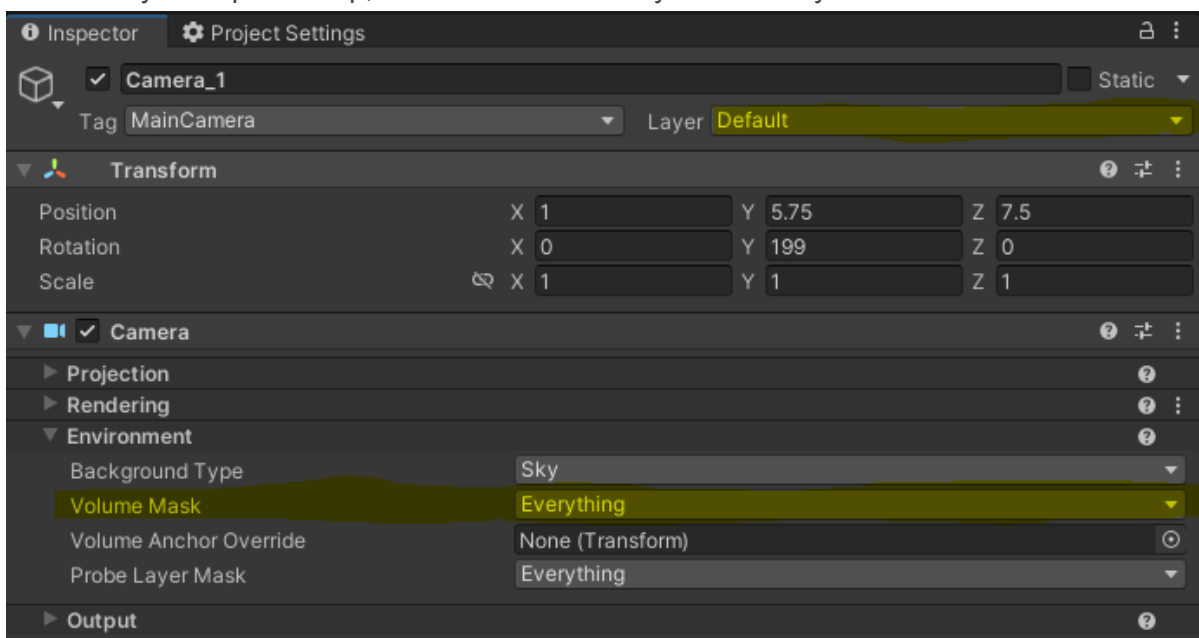 Inspector Project Settings
Camera_1 Static
Tag MainCamera Layer Default
Transform
Position X 1 Y 5.75 Z 7.5
Rotation X 0 Y 199 Z 0
Scale X 1 Y 1 Z 1
Camera
Projection
Rendering
Environment
Background Type Sky
Volume Mask Everything
Volume Anchor Override None (Transform)
Probe Layer Mask Everything
Output